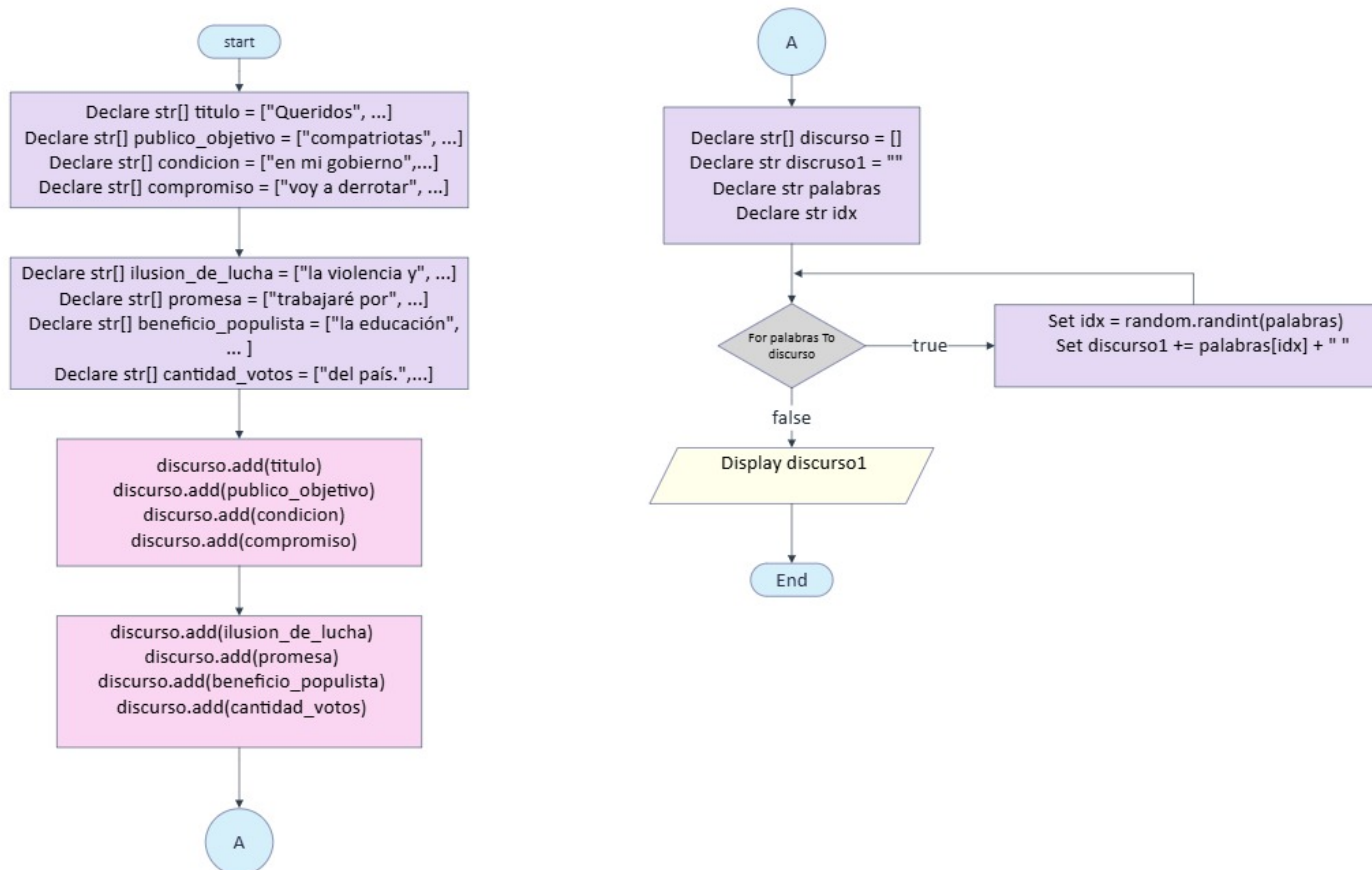 start
Declare str[] titulo = ["Queridos", ...]
Declare str[] publico_objetivo = ["compatriotas", ...]
Declare str[] condicion = ["en mi gobierno",...]
Declare str[] compromiso = ["voy a derrotar", ...]
Declare str[] ilusion_de_lucha = ["la violencia y", ...]
Declare str[] promesa = ["trabajaré por", ...]
Declare str[] beneficio_populista = ["la educación",
... ]
Declare str[] cantidad_votos = ["del país.",...]
discurso.add(titulo)
discurso.add(publico_objetivo)
discurso.add(condicion)
discurso.add(compromiso)
discurso.add(ilusion_de_lucha)
discurso.add(promesa)
discurso.add(beneficio_populista)
discurso.add(cantidad_votos)
A
A
Declare str[] discurso = []
Declare str discruso1 = ""
Declare str palabras
Declare str idx
For palabras To
discurso
true
Set idx = random.randint(palabras)
Set discurso1 += palabras[idx] + " "
false
Display discurso1
End